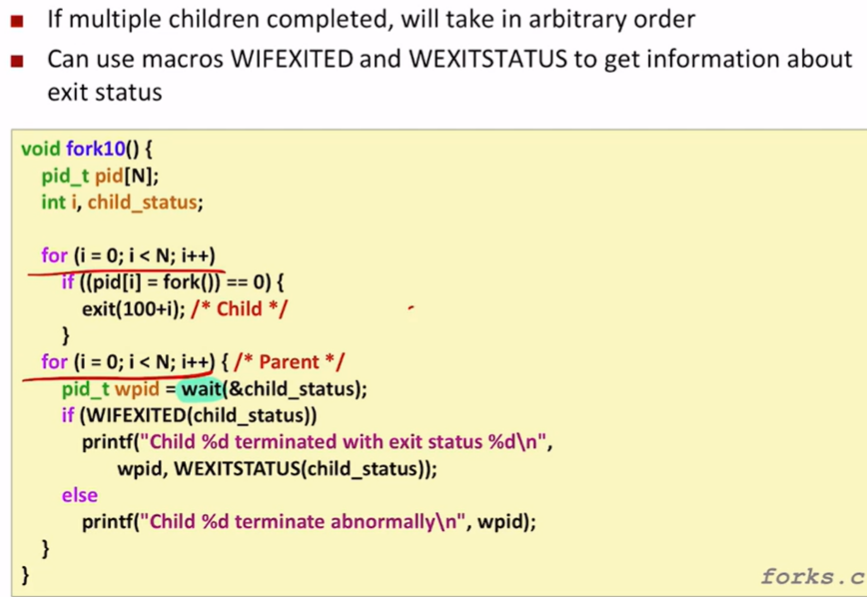 If multiple children completed, will take in arbitrary order
Can use macros WIFEXITED and WEXITSTATUS to get information about
exit status
void fork10() {
pid_t pid[N];
int i, child_status;
for (i = 0; i < N; i++)
if ((pid[i] = fork()) == 0) {
exit(100+i); /* Child */
}
for (i = 0; i < N; i++) { /* Parent */
pid_t wpid = wait(&child_status);
if (WIFEXITED(child_status))
printf("Child %d terminated with exit status %d\n",
wpid, WEXITSTATUS(child_status));
else
printf("Child %d terminate abnormally\n", wpid);
}
}
forks.c